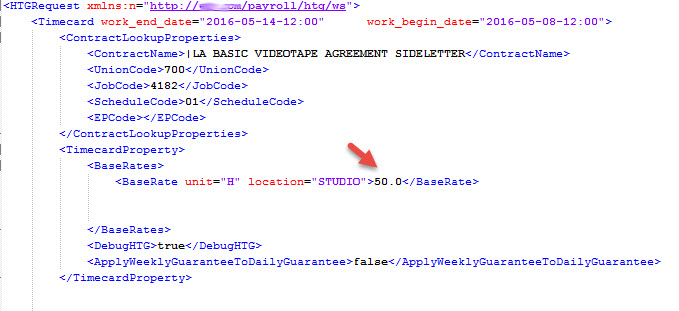 <HTGRequest xmlns:n="http://e.com/payroll/htg/ws">
<Timecard work_end_date="2016-05-14-12:00" work_begin_date="2016-05-08-12:00">
<ContractLookupProperties>
<ContractName>|LA BASIC VIDEOTAPE AGREEMENT SIDELETTER</ContractName>
<UnionCode>700</UnionCode>
<JobCode>4182</JobCode>
<ScheduleCode>01</ScheduleCode>
<EPCode></EPCode>
</ContractLookupProperties>
<TimecardProperty>
<BaseRates>
<BaseRate unit="H" location="STUDIO">50.0</BaseRate>
</BaseRates>
<DebugHTG>true</DebugHTG>
<ApplyWeeklyGuaranteeToDailyGuarantee>false</ApplyWeeklyGuaranteeToDailyGuarantee>
</TimecardProperty>